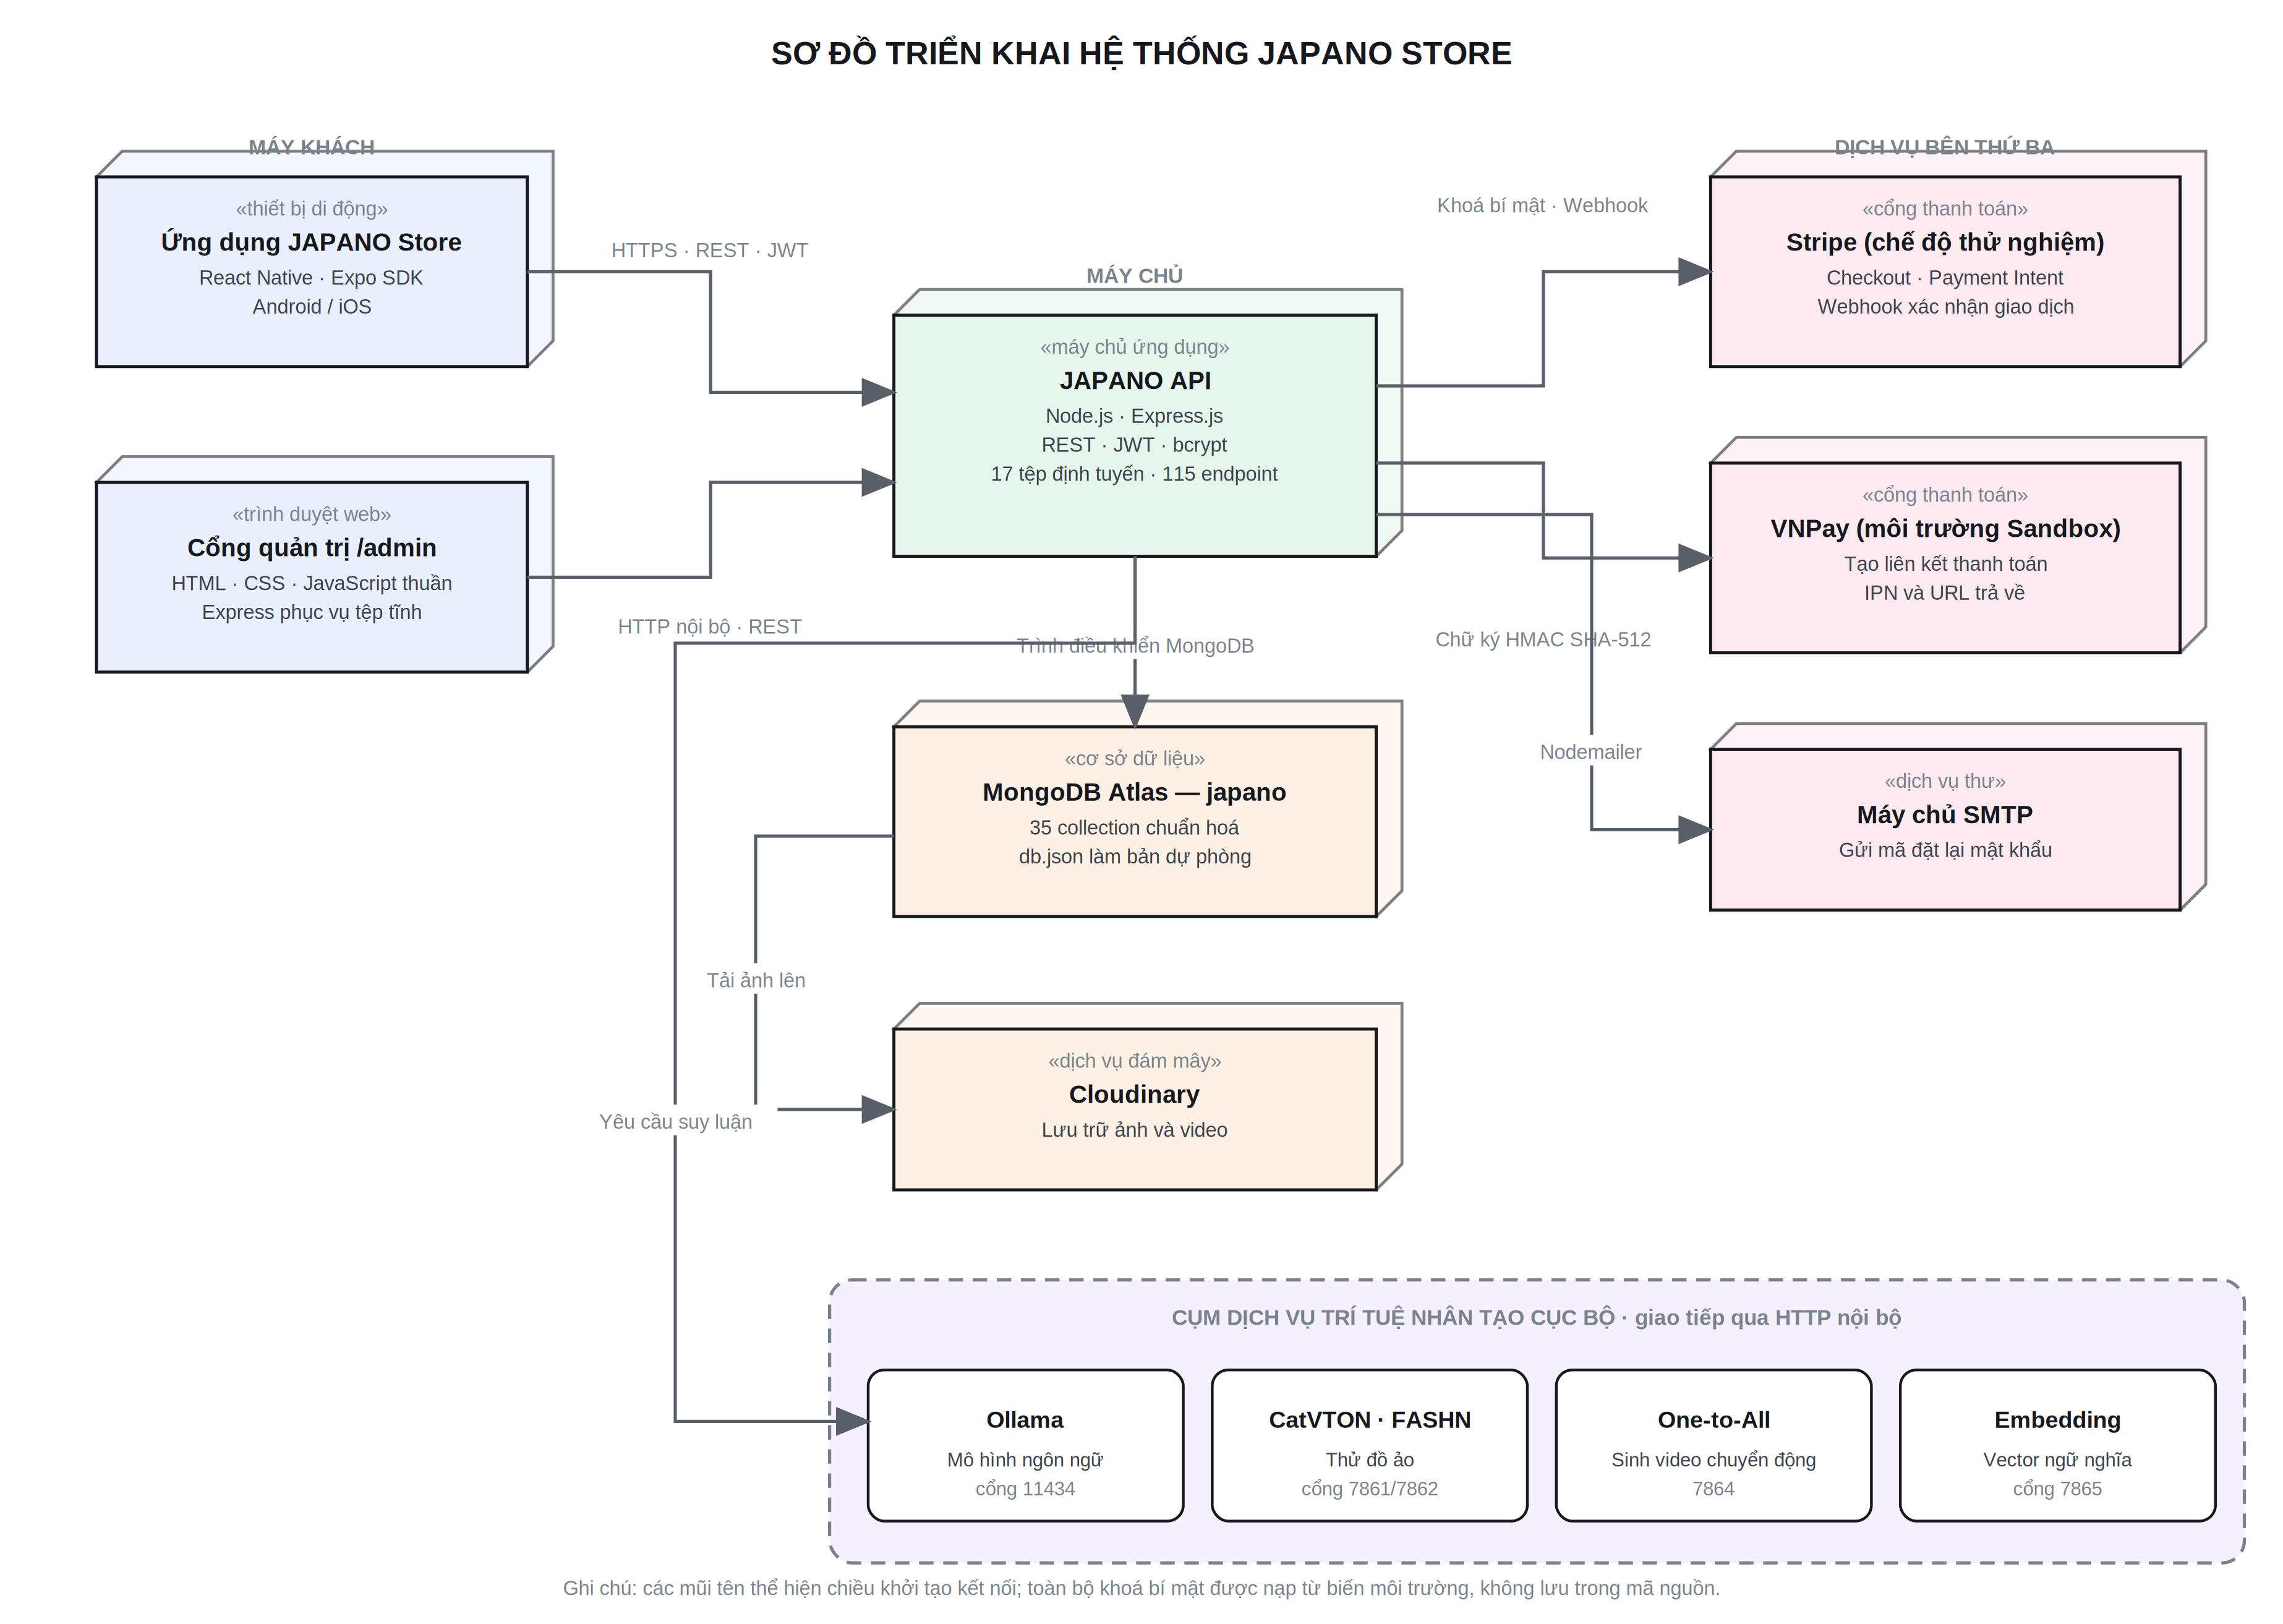 SƠ ĐỒ TRIỂN KHAI HỆ THỐNG JAPANO STORE
MÁY KHÁCH
«thiết bị di động»
Ứng dụng JAPANO Store
React Native · Expo SDK
Android / iOS
«trình duyệt web»
Cổng quản trị /admin
HTML · CSS · JavaScript thuần
Express phục vụ tệp tĩnh
HTTPS · REST · JWT
HTTP nội bộ · REST
MÁY CHỦ
«máy chủ ứng dụng»
JAPANO API
Node.js · Express.js
REST · JWT · bcrypt
17 tệp định tuyến · 115 endpoint
Trình điều khiển MongoDB
«cơ sở dữ liệu»
MongoDB Atlas — japano
35 collection chuẩn hoá
db.json làm bản dự phòng
Tải ảnh lên
Yêu cầu suy luận
«dịch vụ đám mây»
Cloudinary
Lưu trữ ảnh và video
Khoá bí mật · Webhook
Chữ ký HMAC SHA-512
Nodemailer
DỊCH VỤ BÊN THỨ BA
«cổng thanh toán»
Stripe (chế độ thử nghiệm)
Checkout · Payment Intent
Webhook xác nhận giao dịch
«cổng thanh toán»
VNPay (môi trường Sandbox)
Tạo liên kết thanh toán
IPN và URL trả về
«dịch vụ thư»
Máy chủ SMTP
Gửi mã đặt lại mật khẩu
CỤM DỊCH VỤ TRÍ TUỆ NHÂN TẠO CỤC BỘ · giao tiếp qua HTTP nội bộ
Ollama
Mô hình ngôn ngữ
cổng 11434
CatVTON · FASHN
Thử đồ ảo
cổng 7861/7862
One-to-All
Sinh video chuyển động
7864
Embedding
Vector ngữ nghĩa
cổng 7865
Ghi chú: các mũi tên thể hiện chiều khởi tạo kết nối; toàn bộ khoá bí mật được nạp từ biến môi trường, không lưu trong mã nguồn.